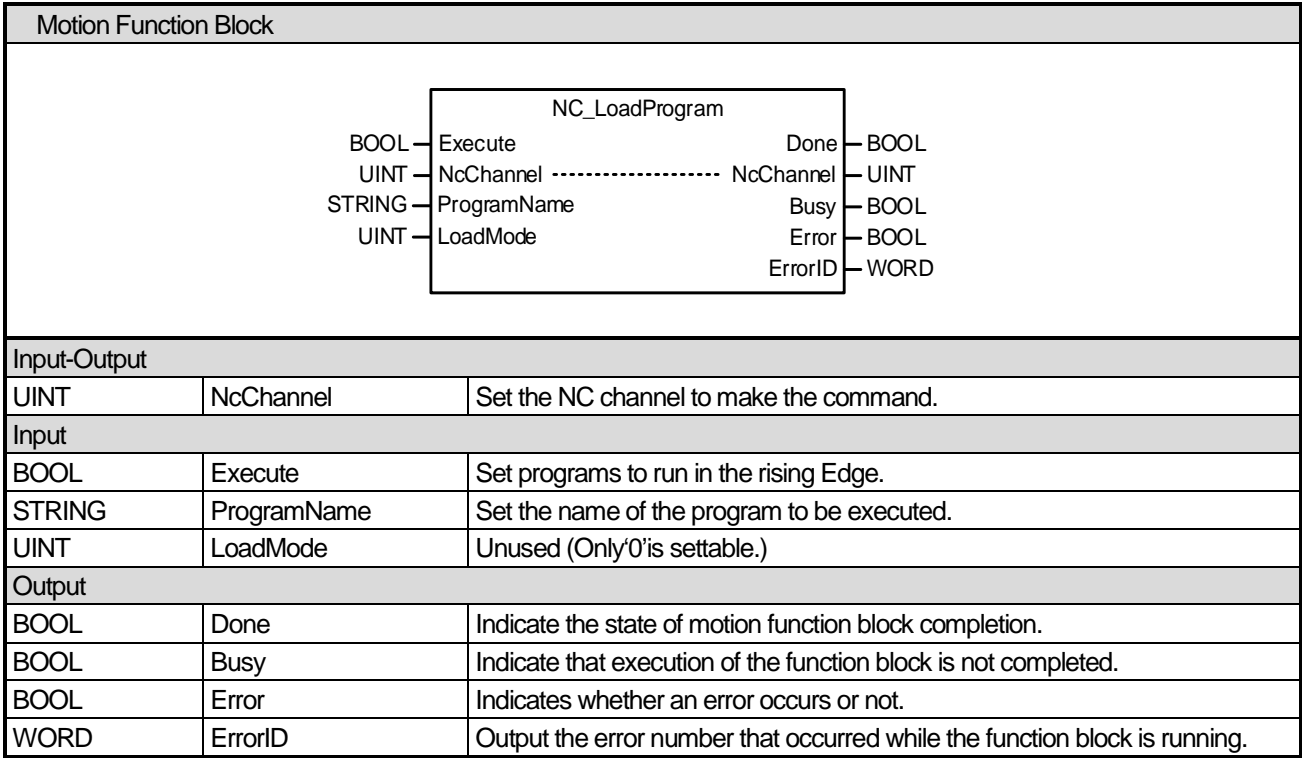 Motion Function Block
NC_LoadProgram
BOOL Execute Done BOOL
UINT NcChannel NcChannel UINT
STRING ProgramName Busy BOOL
UINT LoadMode Error BOOL
ErrorID WORD
Input-Output
UINT NcChannel Set the NC channel to make the command.
Input
BOOL Execute Set programs to run in the rising Edge.
STRING ProgramName Set the name of the program to be executed.
UINT LoadMode Unused (Only‘0’is settable.)
Output
BOOL Done Indicate the state of motion function block completion.
BOOL Busy Indicate that execution of the function block is not completed.
BOOL Error Indicates whether an error occurs or not.
WORD ErrorID Output the error number that occurred while the function block is running.